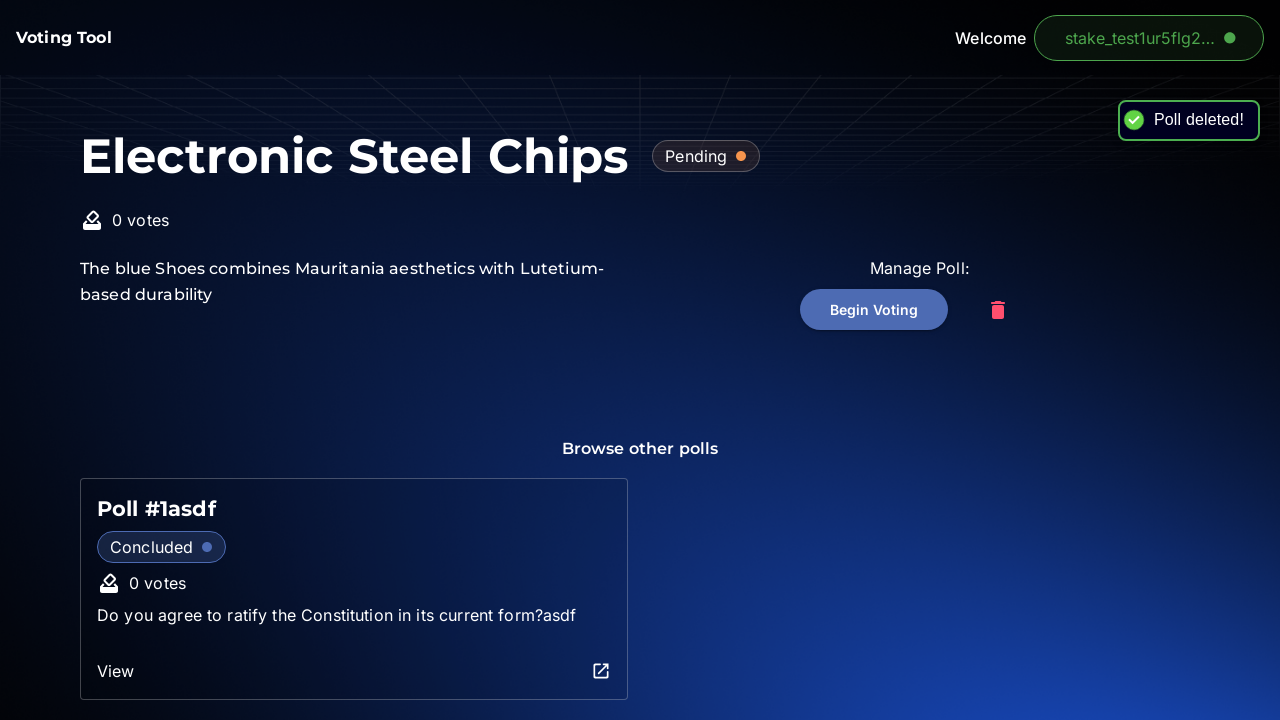 Voting Tool
Welcome
stake_test1ur5flg2...
Poll deleted!
Electronic Steel Chips
Pending
0 votes
The blue Shoes combines Mauritania aesthetics with Lutetium-
based durability
Manage Poll:
Begin Voting
Browse other polls
Poll #1asdf
Concluded
0 votes
Do you agree to ratify the Constitution in its current form?asdf
View